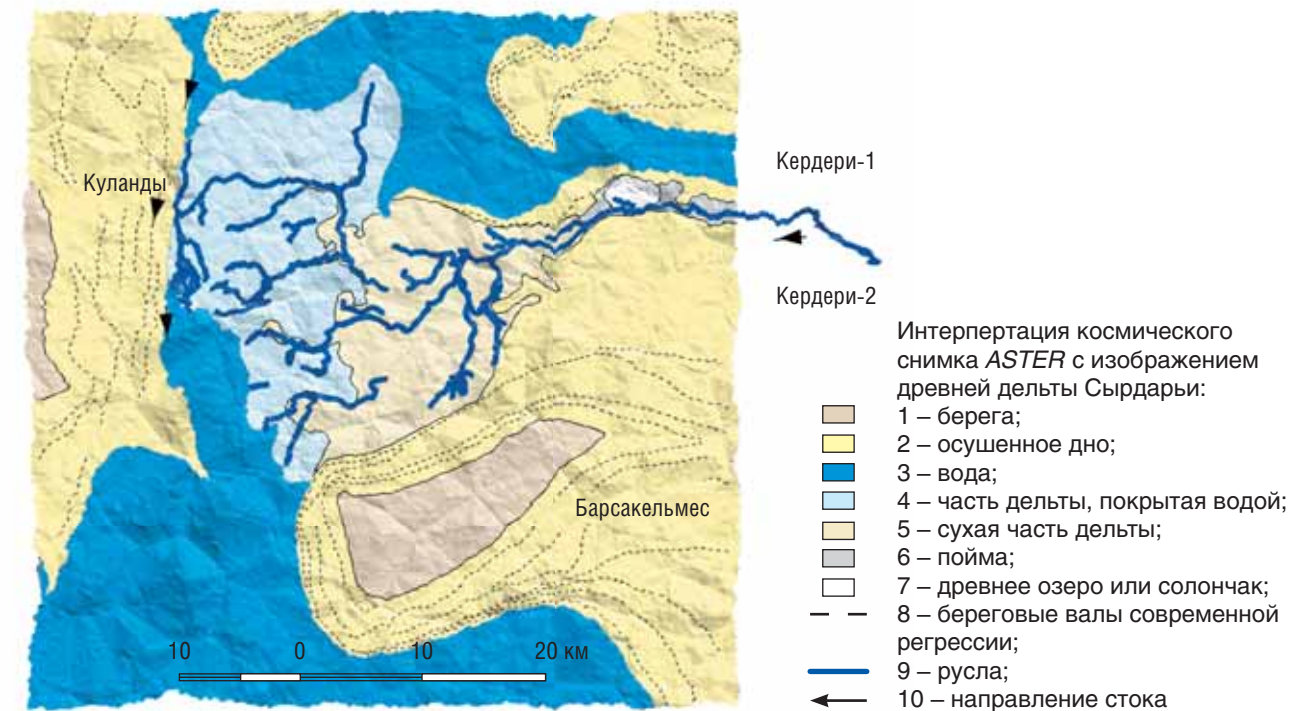 Кердери-1
Куланды
Кердери-2
Барсакельмес
10 0 10 20 км
Интерпертация космического
снимка ASTER с изображением
древней дельты Сырдарьи:
1 – берега;
2 – осушенное дно;
3 – вода;
4 – часть дельты, покрытая водой;
5 – сухая часть дельты;
6 – пойма;
7 – древнее озеро или солончак;
8 – береговые валы современной
регрессии;
9 – русла;
10 – направление стока